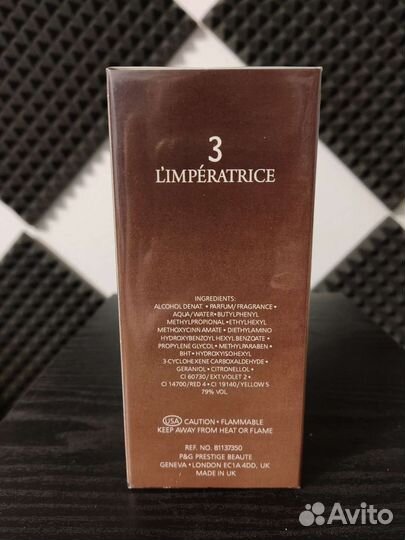 3
L'IMPÉRATRICE
INGREDIENTS:
ALCOHOL DENAT. • PARFUM/FRAGRANCE •
AQUA/WATER • BUTYLPHENYL
METHYLPROPIONAL • ETHYLHEXYL
METHOXYCINNAMATE • DIETHYLAMINO
HYDROXYBENZOYL HEXYL BENZOATE •
PROPYLENE GLYCOL • METHYLPARABEN •
BHT • HYDROXYISOHEXYL
3-CYCLOHEXENE CARBOXALDEHYDE •
GERANIOL • CITRONELLOL •
CI 60730/ EXT.VIOLET 2 •
CI 14700/RED 4 • CI 19140/ YELLOW 5
79% VOL
USA CAUTION • FLAMMABLE
KEEP AWAY FROM HEAT OR FLAME
REF. NO. B1137350
P&G PRESTIGE BEAUTE
GENEVA • LONDON EC1A 4DD, UK
MADE IN UK
Avito